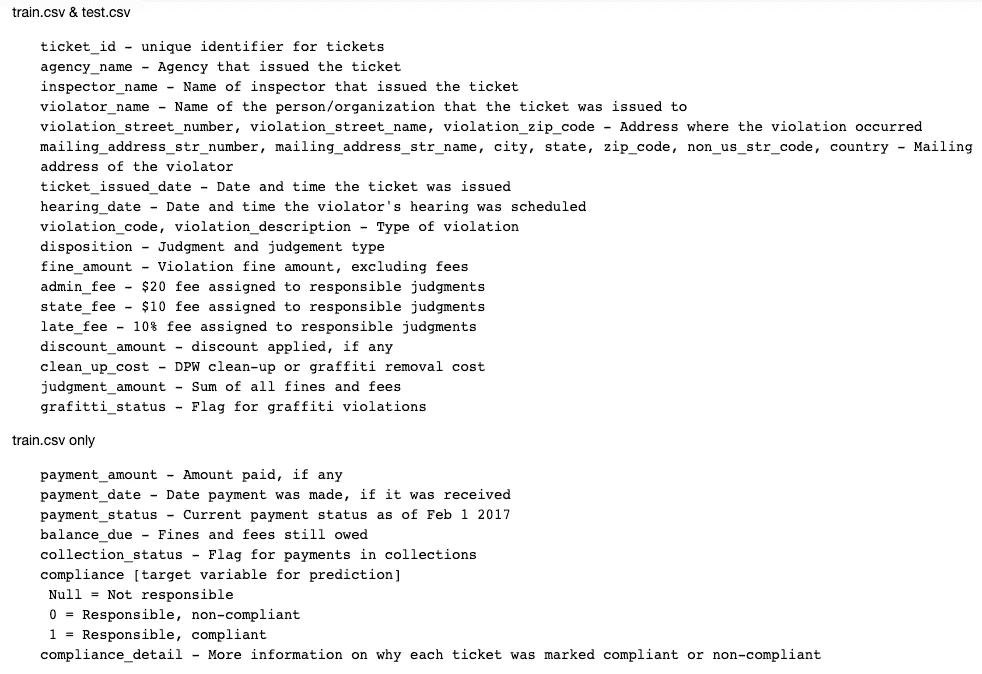 train.csv & test.csv
ticket_id - unique identifier for tickets
agency_name - Agency that issued the ticket
inspector_name - Name of inspector that issued the ticket
violator_name - Name of the person/organization that the ticket was issued to
violation_street_number, violation_street_name, violation_zip_code - Address where the violation occurred
mailing_address_str_number, mailing_address_str_name, city, state, zip_code, non_us_str_code, country - Mailing
address of the violator
ticket_issued_date - Date and time the ticket was issued
hearing_date - Date and time the violator's hearing was scheduled
violation_code, violation_description - Type of violation
disposition - Judgment and judgement type
fine_amount - Violation fine amount, excluding fees
admin_fee - $20 fee assigned to responsible judgments
state_fee - $10 fee assigned to responsible judgments
late_fee - 10% fee assigned to responsible judgments
discount_amount - discount applied, if any
clean_up_cost - DPW clean-up or graffiti removal cost
judgment_amount - Sum of all fines and fees
grafitti_status - Flag for graffiti violations
train.csv only
payment_amount - Amount paid, if any
payment_date - Date payment was made, if it was received
payment_status - Current payment status as of Feb 1 2017
balance_due - Fines and fees still owed
collection_status - Flag for payments in collections
compliance [target variable for prediction]
Null = Not responsible
0 = Responsible, non-compliant
1 = Responsible, compliant
compliance_detail - More information on why each ticket was marked compliant or non-compliant